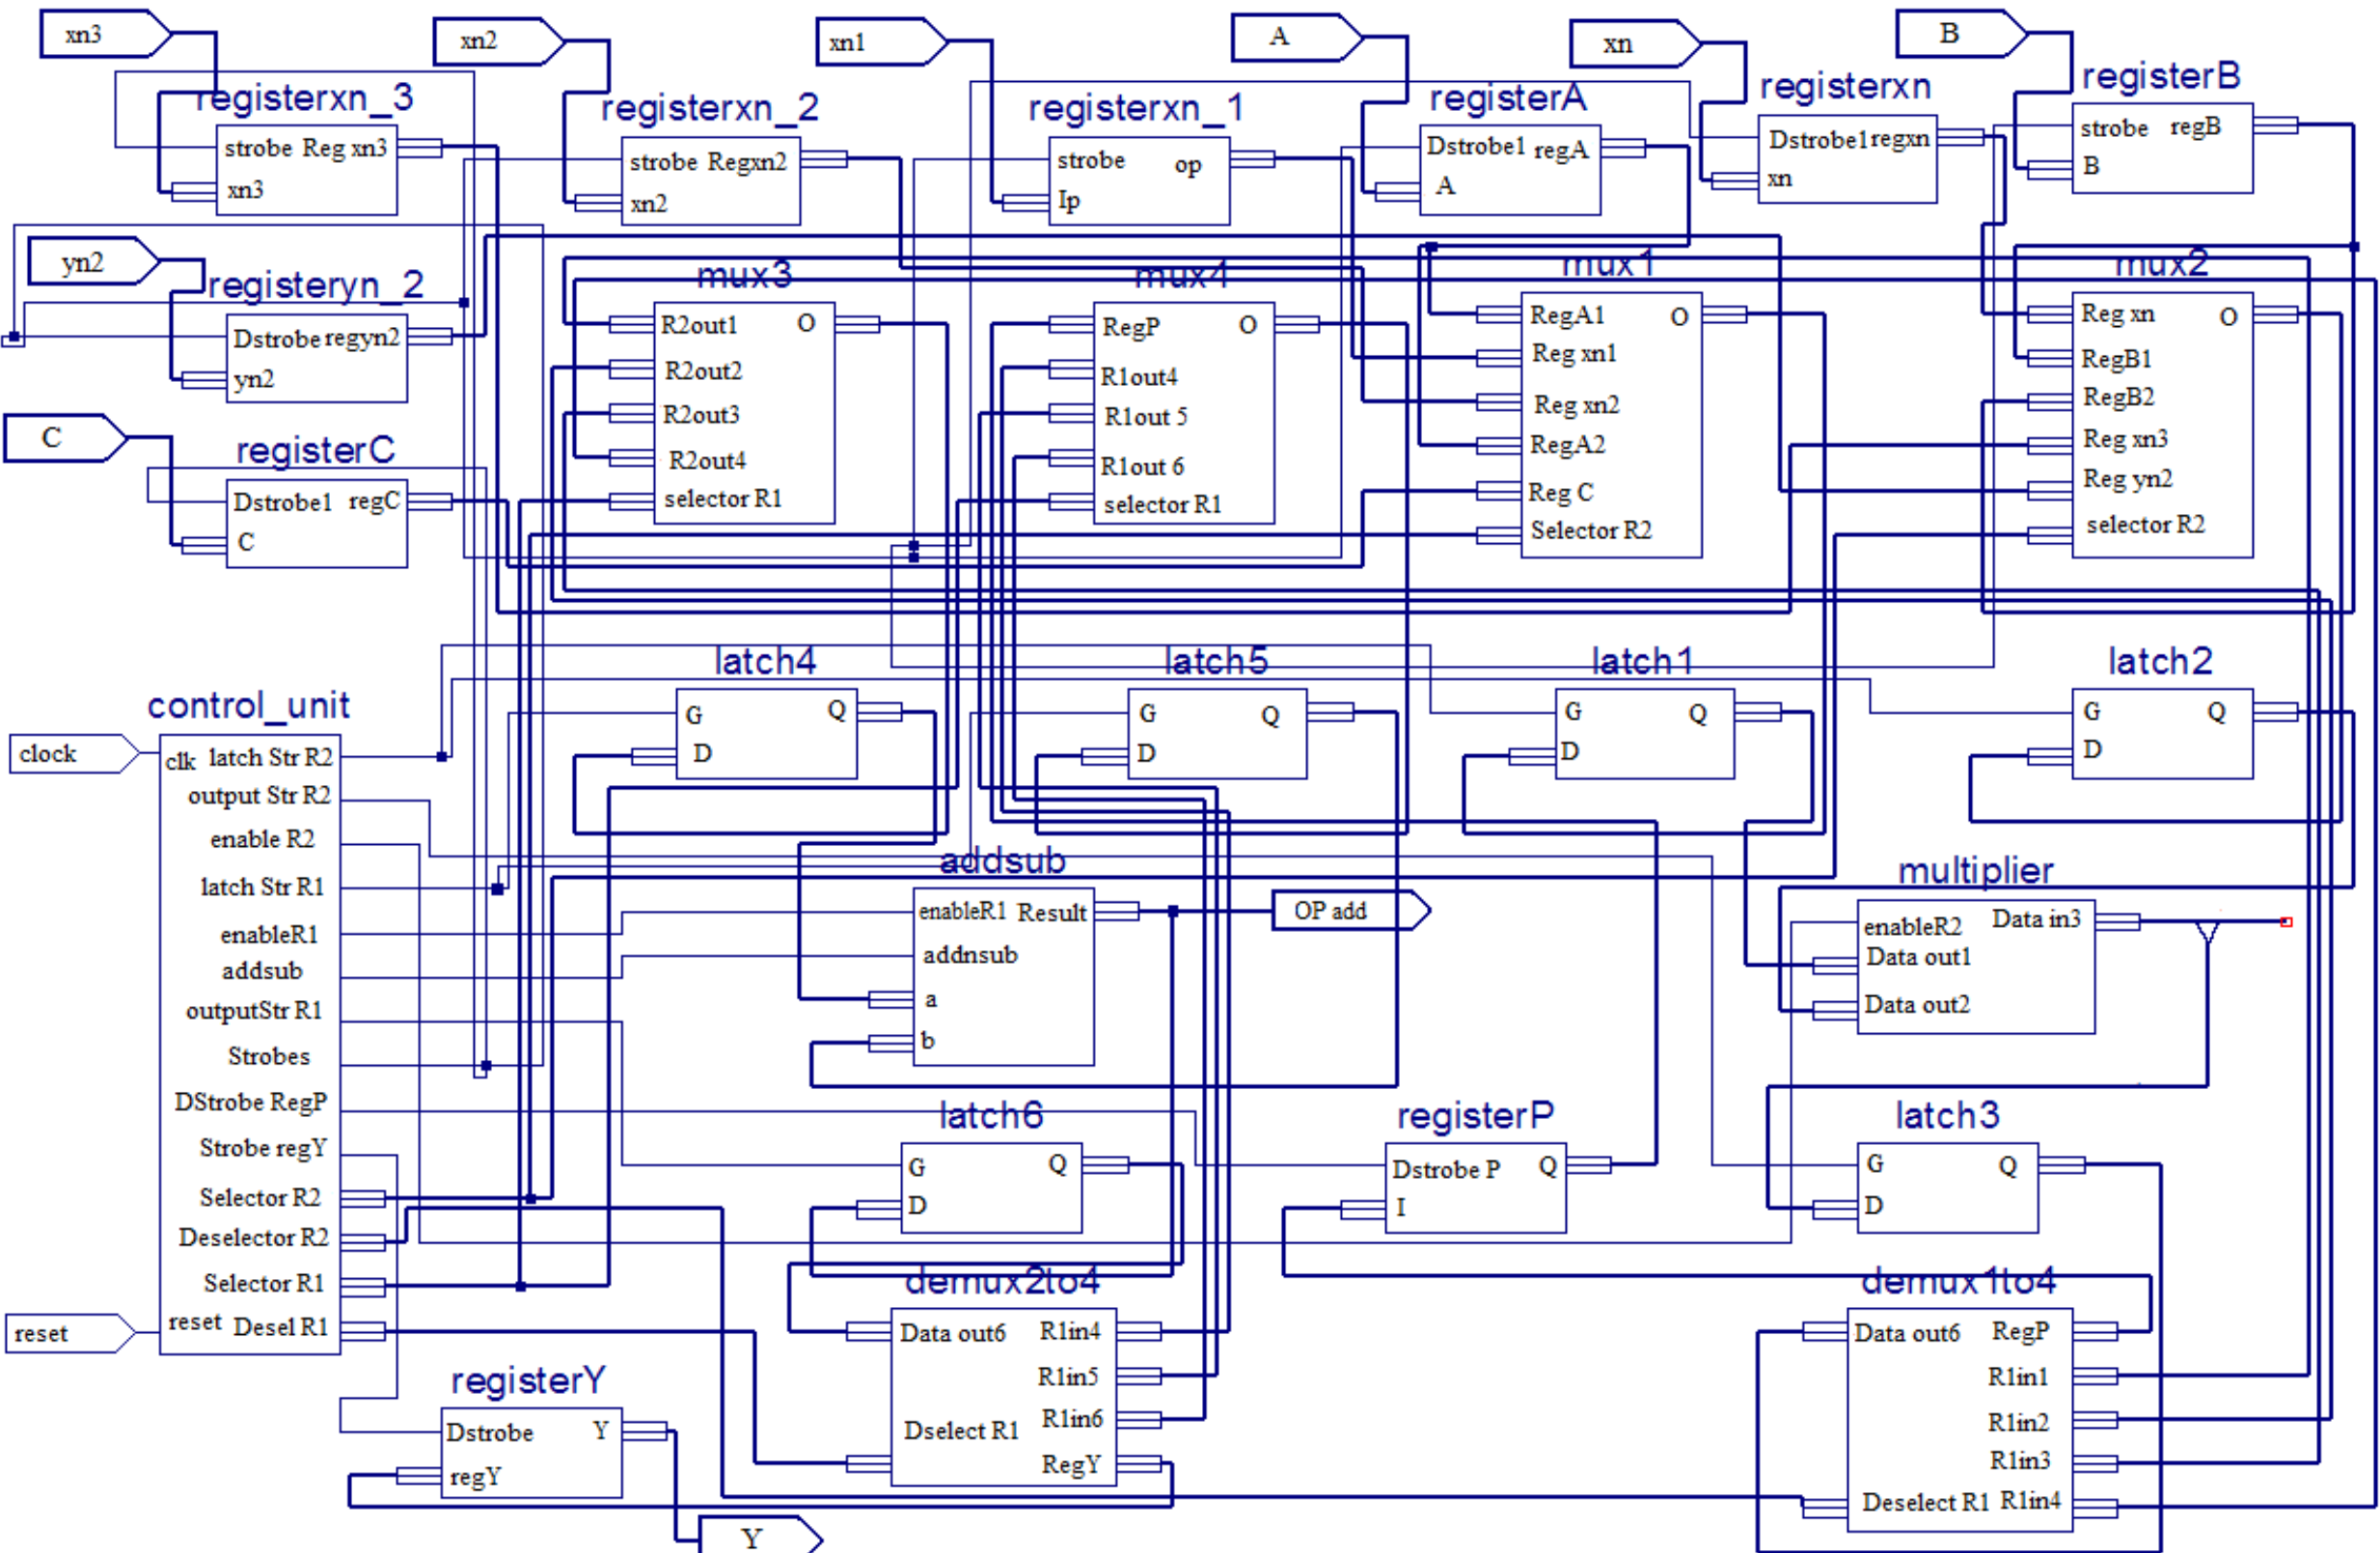 xn3
xn2
xn1
A
xn
B
registerxn_3
strobe Reg xn3
xn3
registerxn_2
strobe Regxn2
xn2
registerxn_1
strobe op
Ip
registerA
Dstrobe1 regA
A
registerxn
Dstrobe1 regxn
xn
registerB
strobe regB
B
yn2
registeryn_2
Dstrobe regyn2
yn2
C
registerC
Dstrobe1 regC
C
mux3
R2out1 O
R2out2
R2out3
R2out4
selector R1
mux4
RegP O
R1out4
R1out 5
R1out 6
selector R1
mux1
RegA1 O
Reg xn1
Reg xn2
RegA2
Reg C
Selector R2
mux2
Reg xn O
RegB1
RegB2
Reg xn3
Reg yn2
selector R2
latch4
G Q
D
latch5
G Q
D
latch1
G Q
D
latch2
G Q
D
clock
reset
control_unit
clk latch Str R2
output Str R2
enable R2
latch Str R1
enableR1
addsub
outputStr R1
Strobes
DStrobe RegP
Strobe regY
Selector R2
Deselector R2
Selector R1
reset Desel R1
addsub
enableR1 Result
addnsub
a
b
OP add
multiplier
enableR2 Data in3
Data out1
Data out2
latch6
G Q
D
registerP
Dstrobe P Q
I
latch3
G Q
D
demux2to4
Data out6 R1in4
R1in5
R1in6
Dselect R1
RegY
demux1to4
Data out6 RegP
R1in1
R1in2
R1in3
Deselect R1 R1in4
registerY
Dstrobe Y
regY
Y